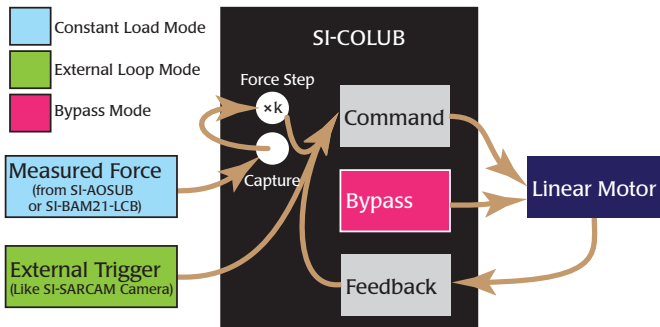 Constant Load Mode
External Loop Mode
Bypass Mode
SI-COLUB
Force Step
×k
Capture
Command
Measured Force
(from SI-AOSUB
or SI-BAM21-LCB)
Bypass
Linear Motor
External Trigger
(Like SI-SARCAM Camera)
Feedback